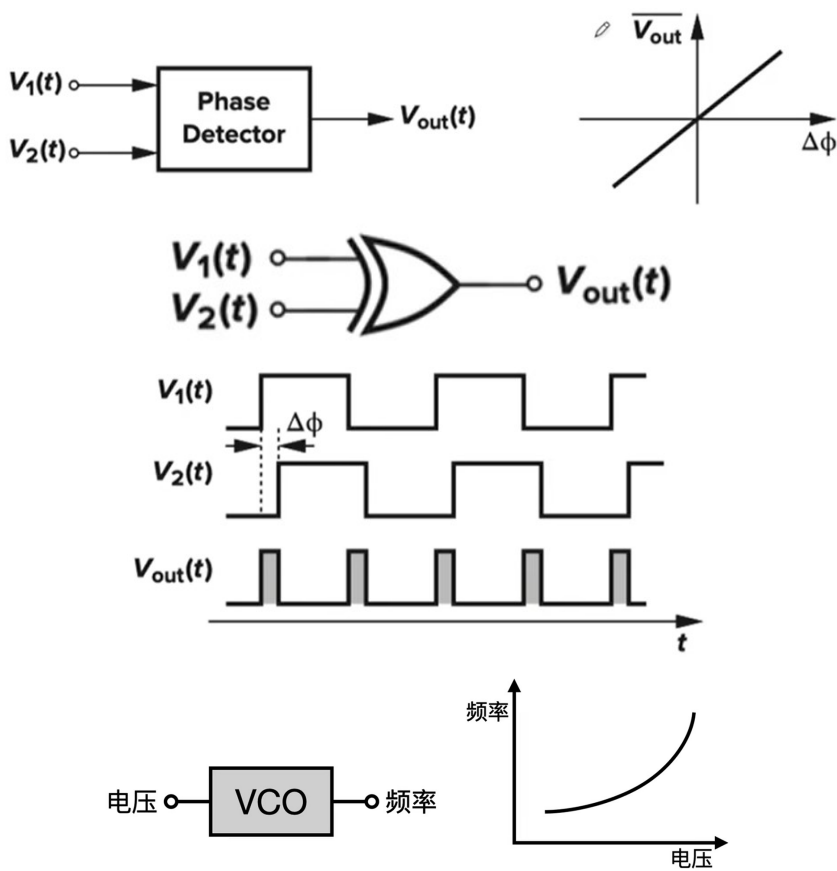 V₁(t)
V₂(t)
Phase
Detector
Vout(t)
Vout
Δϕ
V₁(t)
V₂(t)
Vout(t)
V₁(t)
Δϕ
V₂(t)
Vout(t)
t
电压
VCO
频率
频率
电压